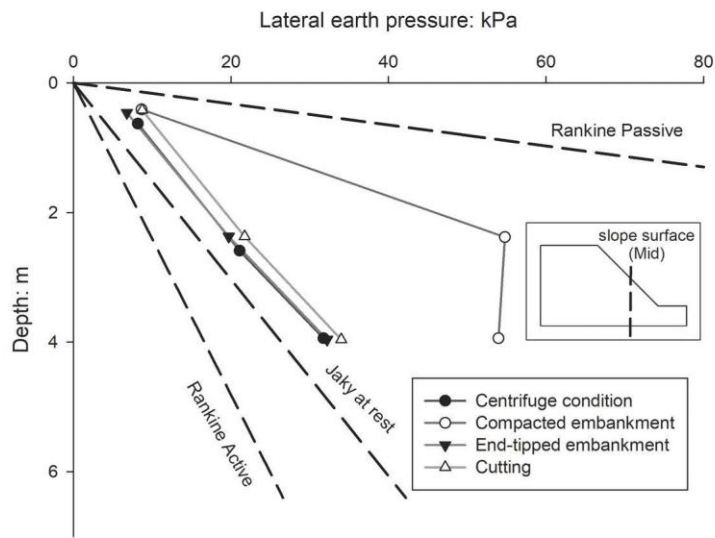 Lateral earth pressure: kPa
0 20 40 60 80
0
2
4
6
Depth: m
Rankine Passive
slope surface
(Mid)
Jaky at rest
Rankine Active
Centrifuge condition
Compacted embankment
End-tipped embankment
Cutting